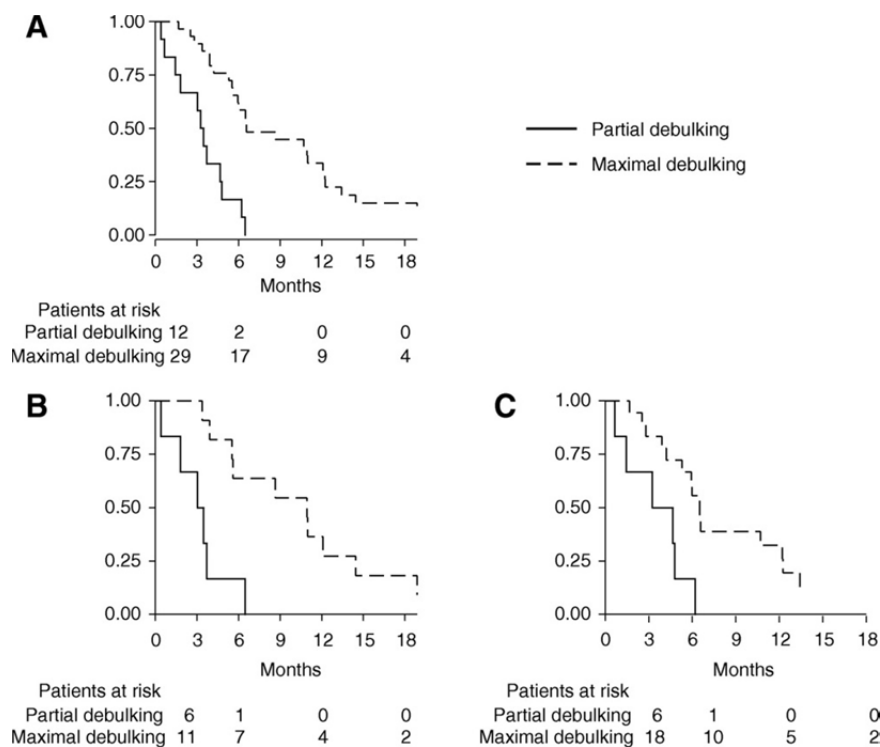 A
1.00
0.75
0.50
0.25
0.00
0 3 6 9 12 15 18
Months
Partial debulking
Maximal debulking
Patients at risk
Partial debulking 12 2 0 0
Maximal debulking 29 17 9 4
B
1.00
0.75
0.50
0.25
0.00
0 3 6 9 12 15 18
Months
Patients at risk
Partial debulking 6 1 0 0
Maximal debulking 11 7 4 2
C
1.00
0.75
0.50
0.25
0.00
0 3 6 9 12 15 18
Months
Patients at risk
Partial debulking 6 1 0 0
Maximal debulking 18 10 5 2